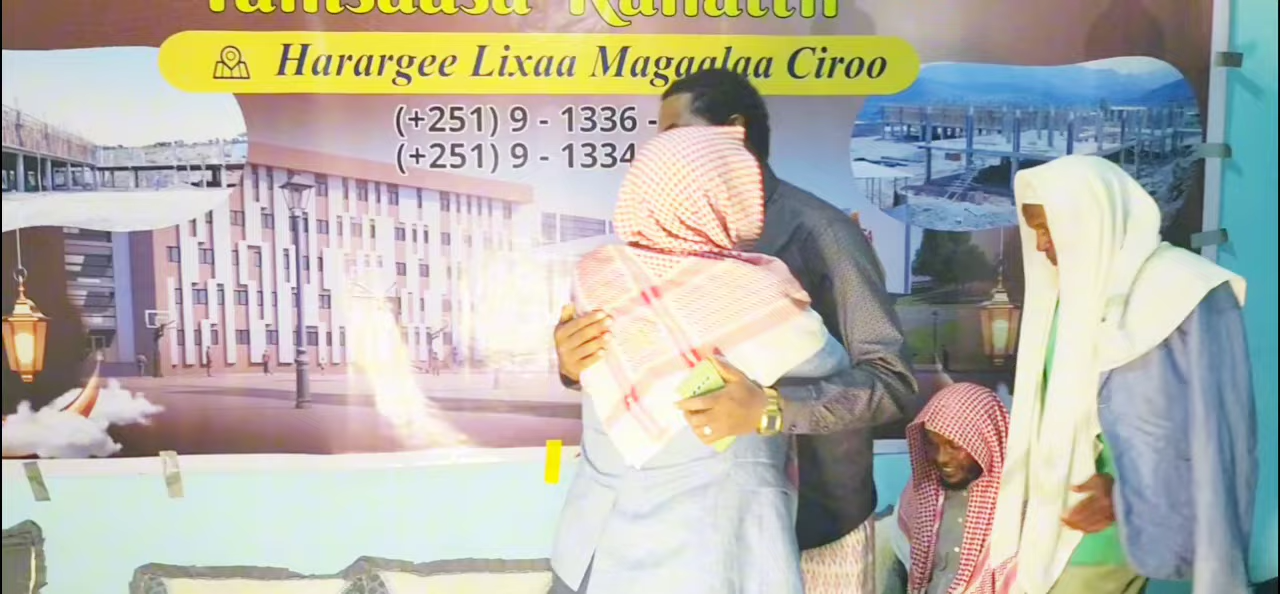 Harargee Lixaa Magaalaa Ciroo
(+251) 9 - 1336 -
(+251) 9 - 1334